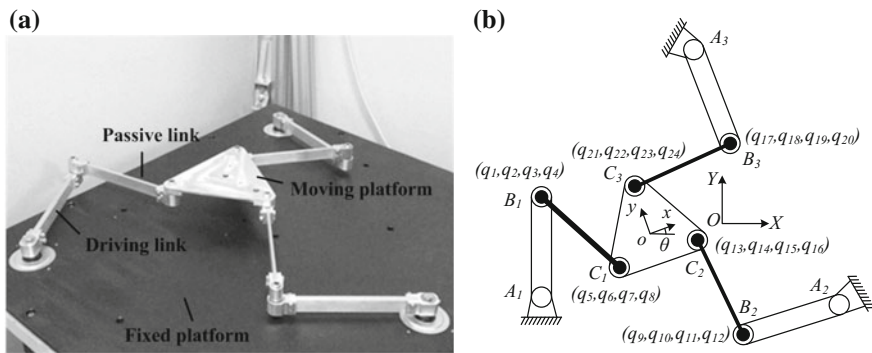 (a)
Passive link
Moving platform
Driving link
Fixed platform
(b)
A₃
(q₁₇,q₁₈,q₁₉,q₂₀)
B₃
(q₂₁,q₂₂,q₂₃,q₂₄)
C₃
(q₁,q₂,q₃,q₄)
B₁
Y
O
X
y
x
o
θ
(q₁₃,q₁₄,q₁₅,q₁₆)
C₂
C₁
(q₅,q₆,q₇,q₈)
A₁
A₂
B₂
(q₉,q₁₀,q₁₁,q₁₂)